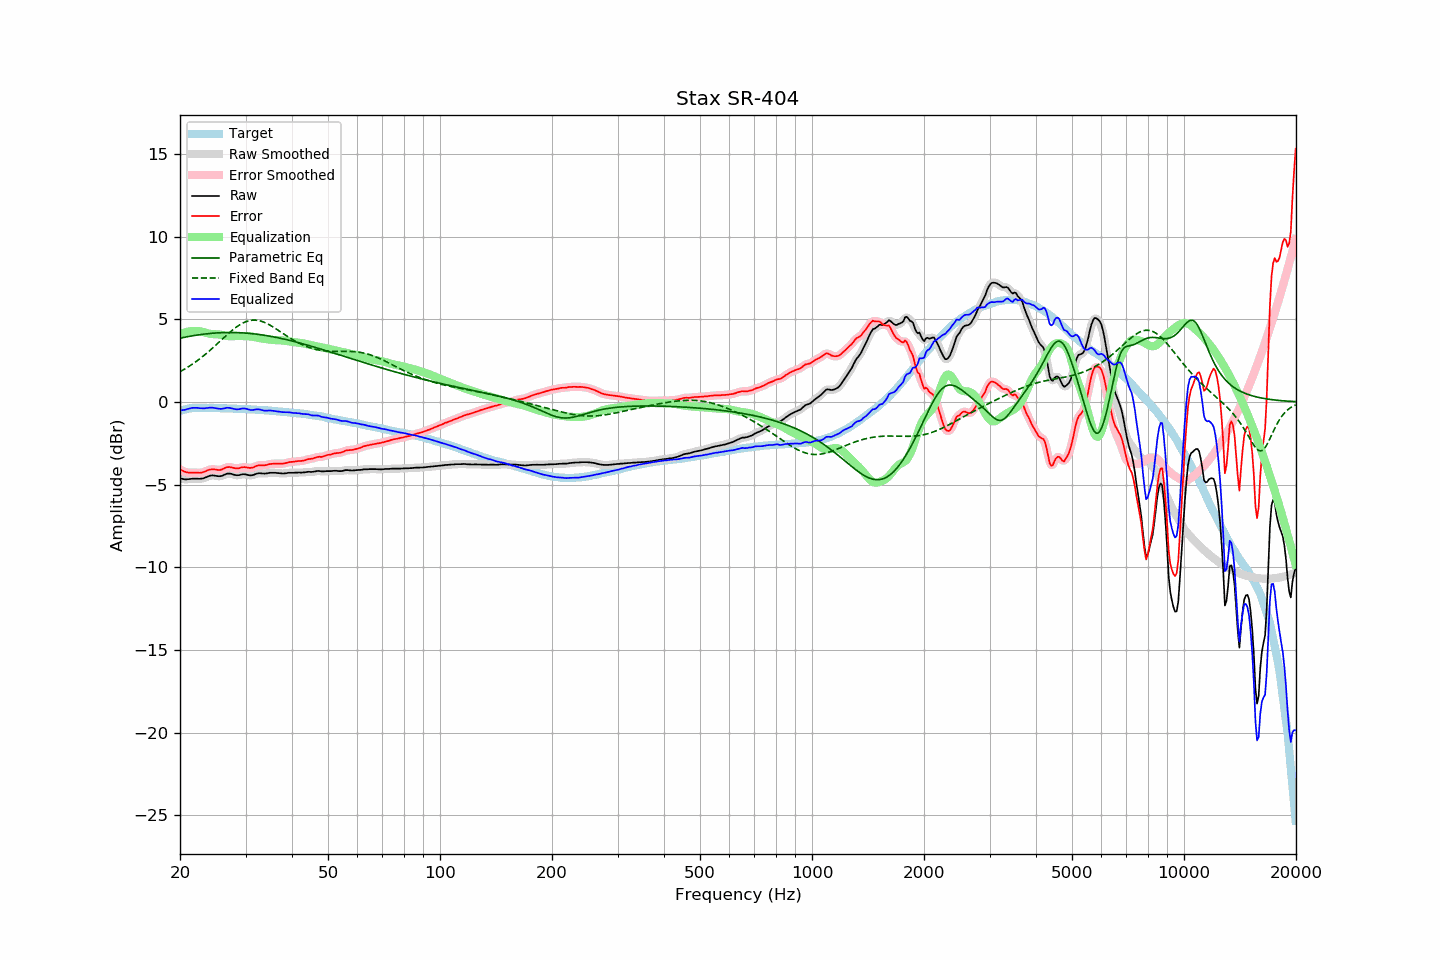 Stax SR-404
Target
Raw Smoothed
Error Smoothed
Raw
Error
Equalization
Parametric Eq
Fixed Band Eq
Equalized
15
10
5
0
−5
−10
−15
−20
−25
Amplitude (dBr)
20 50 100 200 500 1000 2000 5000 10000 20000
Frequency (Hz)